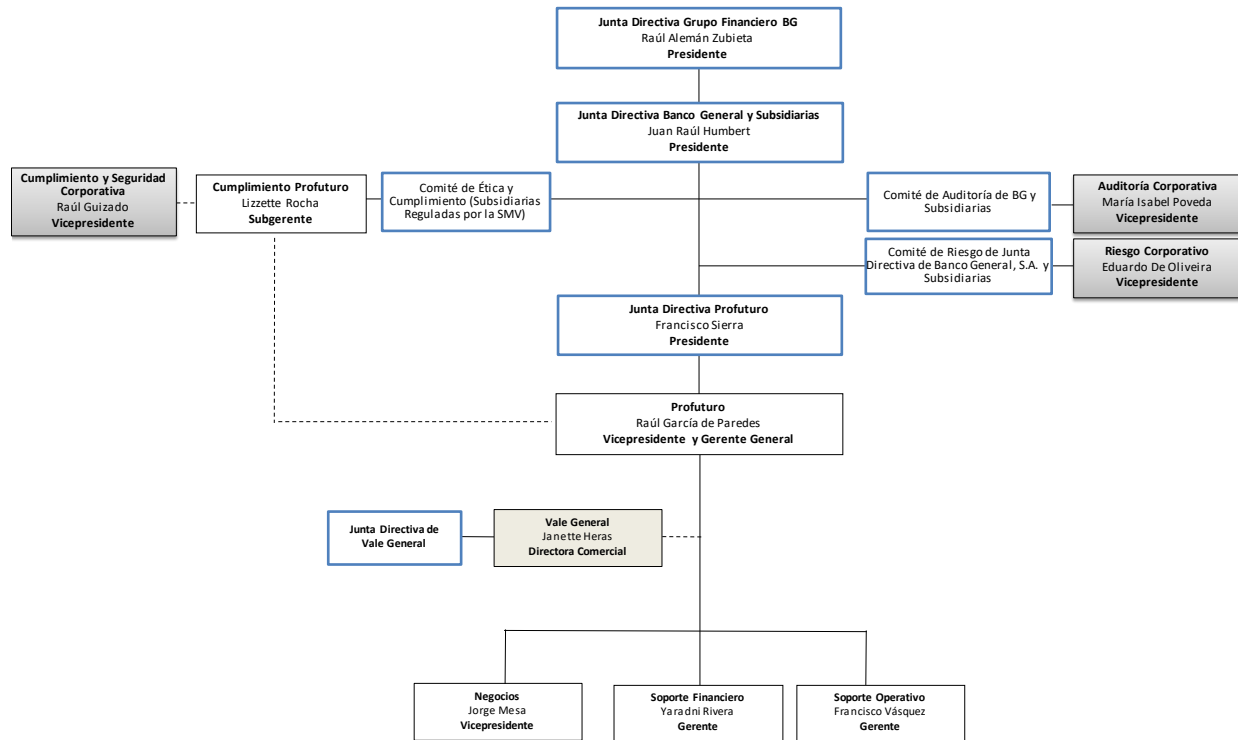 Junta Directiva Grupo Financiero BG
Raúl Alemán Zubieta
Presidente
Junta Directiva Banco General y Subsidiarias
Juan Raúl Humbert
Presidente
Cumplimiento y Seguridad
Corporativa
Raúl Guizado
Vicepresidente
Cumplimiento Profuturo
Lizzette Rocha
Subgerente
Comité de Ética y
Cumplimiento (Subsidiarias
Reguladas por la SMV)
Comité de Auditoría de BG y
Subsidiarias
Auditoría Corporativa
María Isabel Poveda
Vicepresidente
Comité de Riesgo de Junta
Directiva de Banco General, S.A. y
Subsidiarias
Riesgo Corporativo
Eduardo De Oliveira
Vicepresidente
Junta Directiva Profuturo
Francisco Sierra
Presidente
Profuturo
Raúl García de Paredes
Vicepresidente y Gerente General
Junta Directiva de
Vale General
Vale General
Janette Heras
Directora Comercial
Negocios
Jorge Mesa
Vicepresidente
Soporte Financiero
Yaradni Rivera
Gerente
Soporte Operativo
Francisco Vásquez
Gerente